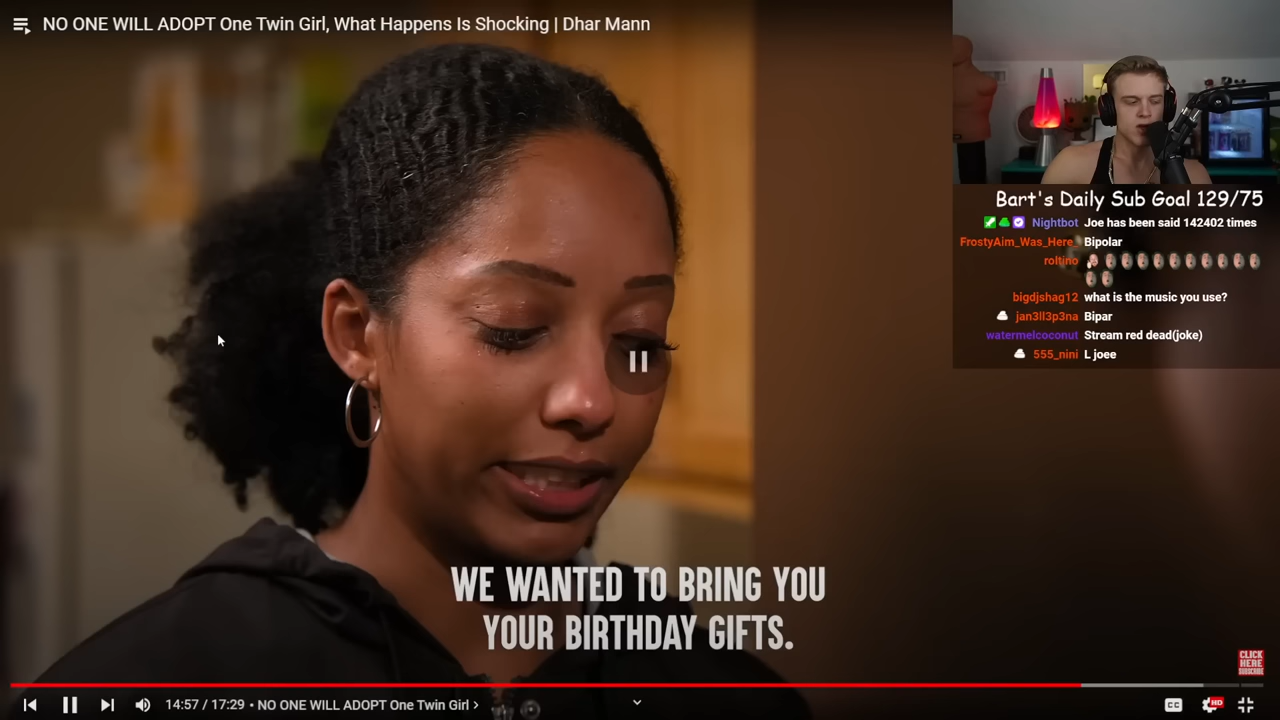 NO ONE WILL ADOPT One Twin Girl, What Happens Is Shocking | Dhar Mann
Bart's Daily Sub Goal 129/75
Nightbot Joe has been said 142402 times
FrostyAim_Was_Here_ Bipolar
roltino
bigdjshag12 what is the music you use?
jan3ll3p3na Bipar
watermelcoconut Stream red dead(joke)
555_nini L joee
WE WANTED TO BRING YOU
YOUR BIRTHDAY GIFTS.
CLICK
HERE
SUBSCRIBE
14:57 / 17:29 • NO ONE WILL ADOPT One Twin Girl ›
CC
HD